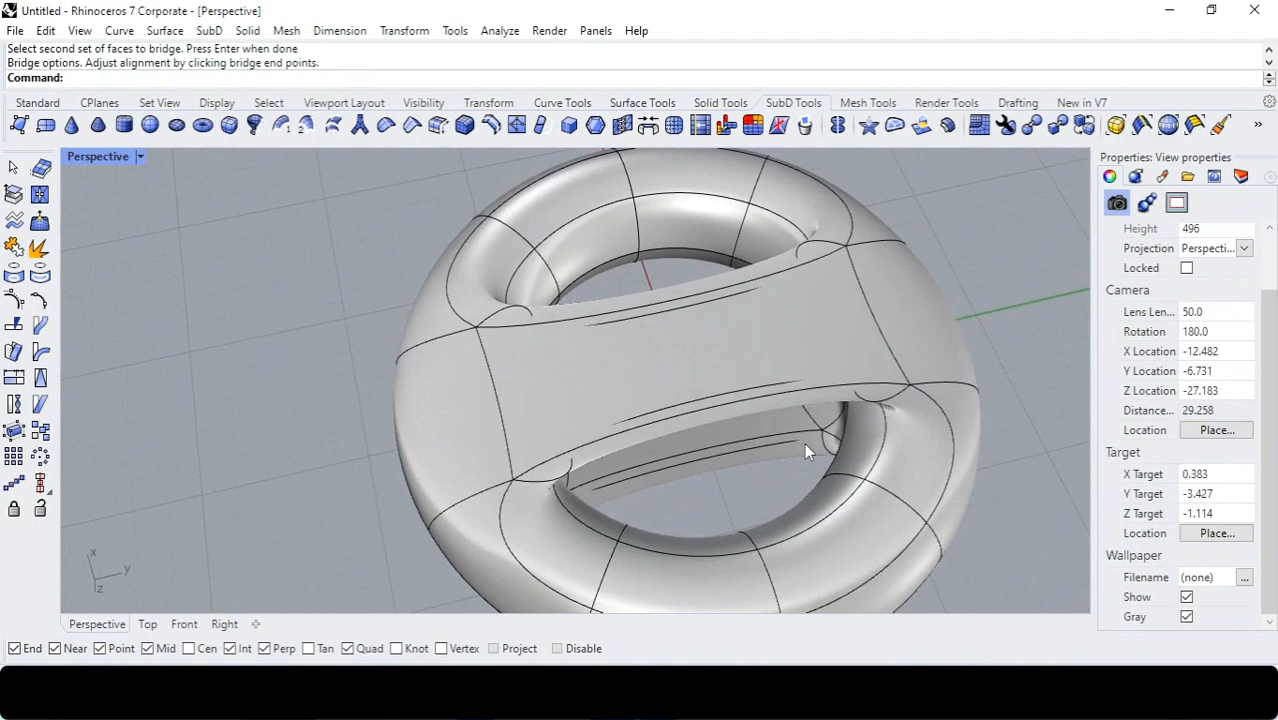 Untitled - Rhinoceros 7 Corporate - [Perspective]
File Edit View Curve Surface SubD Solid Mesh Dimension Transform Tools Analyze Render Panels Help
Select second set of faces to bridge. Press Enter when done
Bridge options. Adjust alignment by clicking bridge end points.
Command:
Standard CPlanes Set View Display Select Viewport Layout Visibility Transform Curve Tools Surface Tools Solid Tools SubD Tools Mesh Tools Render Tools Drafting New in V7
Perspective
Properties: View properties
Height 496
Projection Perspecti...
Locked
Camera
Lens Len... 50.0
Rotation 180.0
X Location -12.482
Y Location -6.731
Z Location -27.183
Distance... 29.258
Location Place...
Target
X Target 0.383
Y Target -3.427
Z Target -1.114
Location Place...
Wallpaper
Filename (none) ...
Show
Gray
x
y
z
Perspective Top Front Right
End Near Point Mid Cen Int Perp Tan Quad Knot Vertex Project Disable